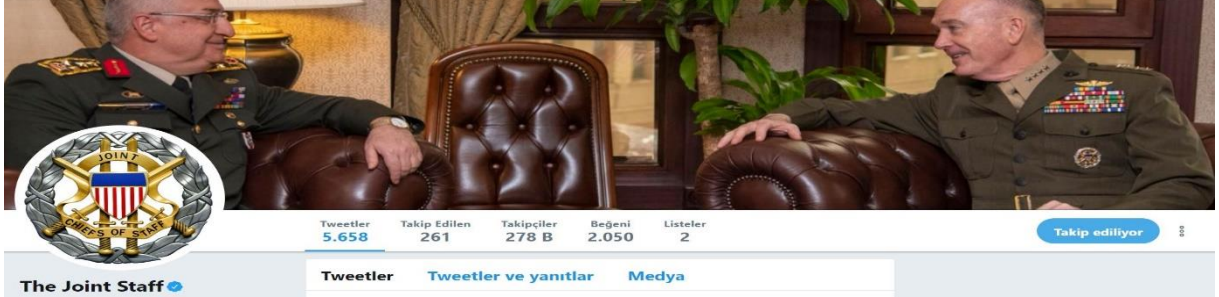 JOINT
CHIEFS OF STAFF
Tweetler Takip Edilen Takipçiler Beğeni Listeler
5.658 261 278 B 2.050 2
Takip ediliyor
The Joint Staff
Tweetler Tweetler ve yanıtlar Medya